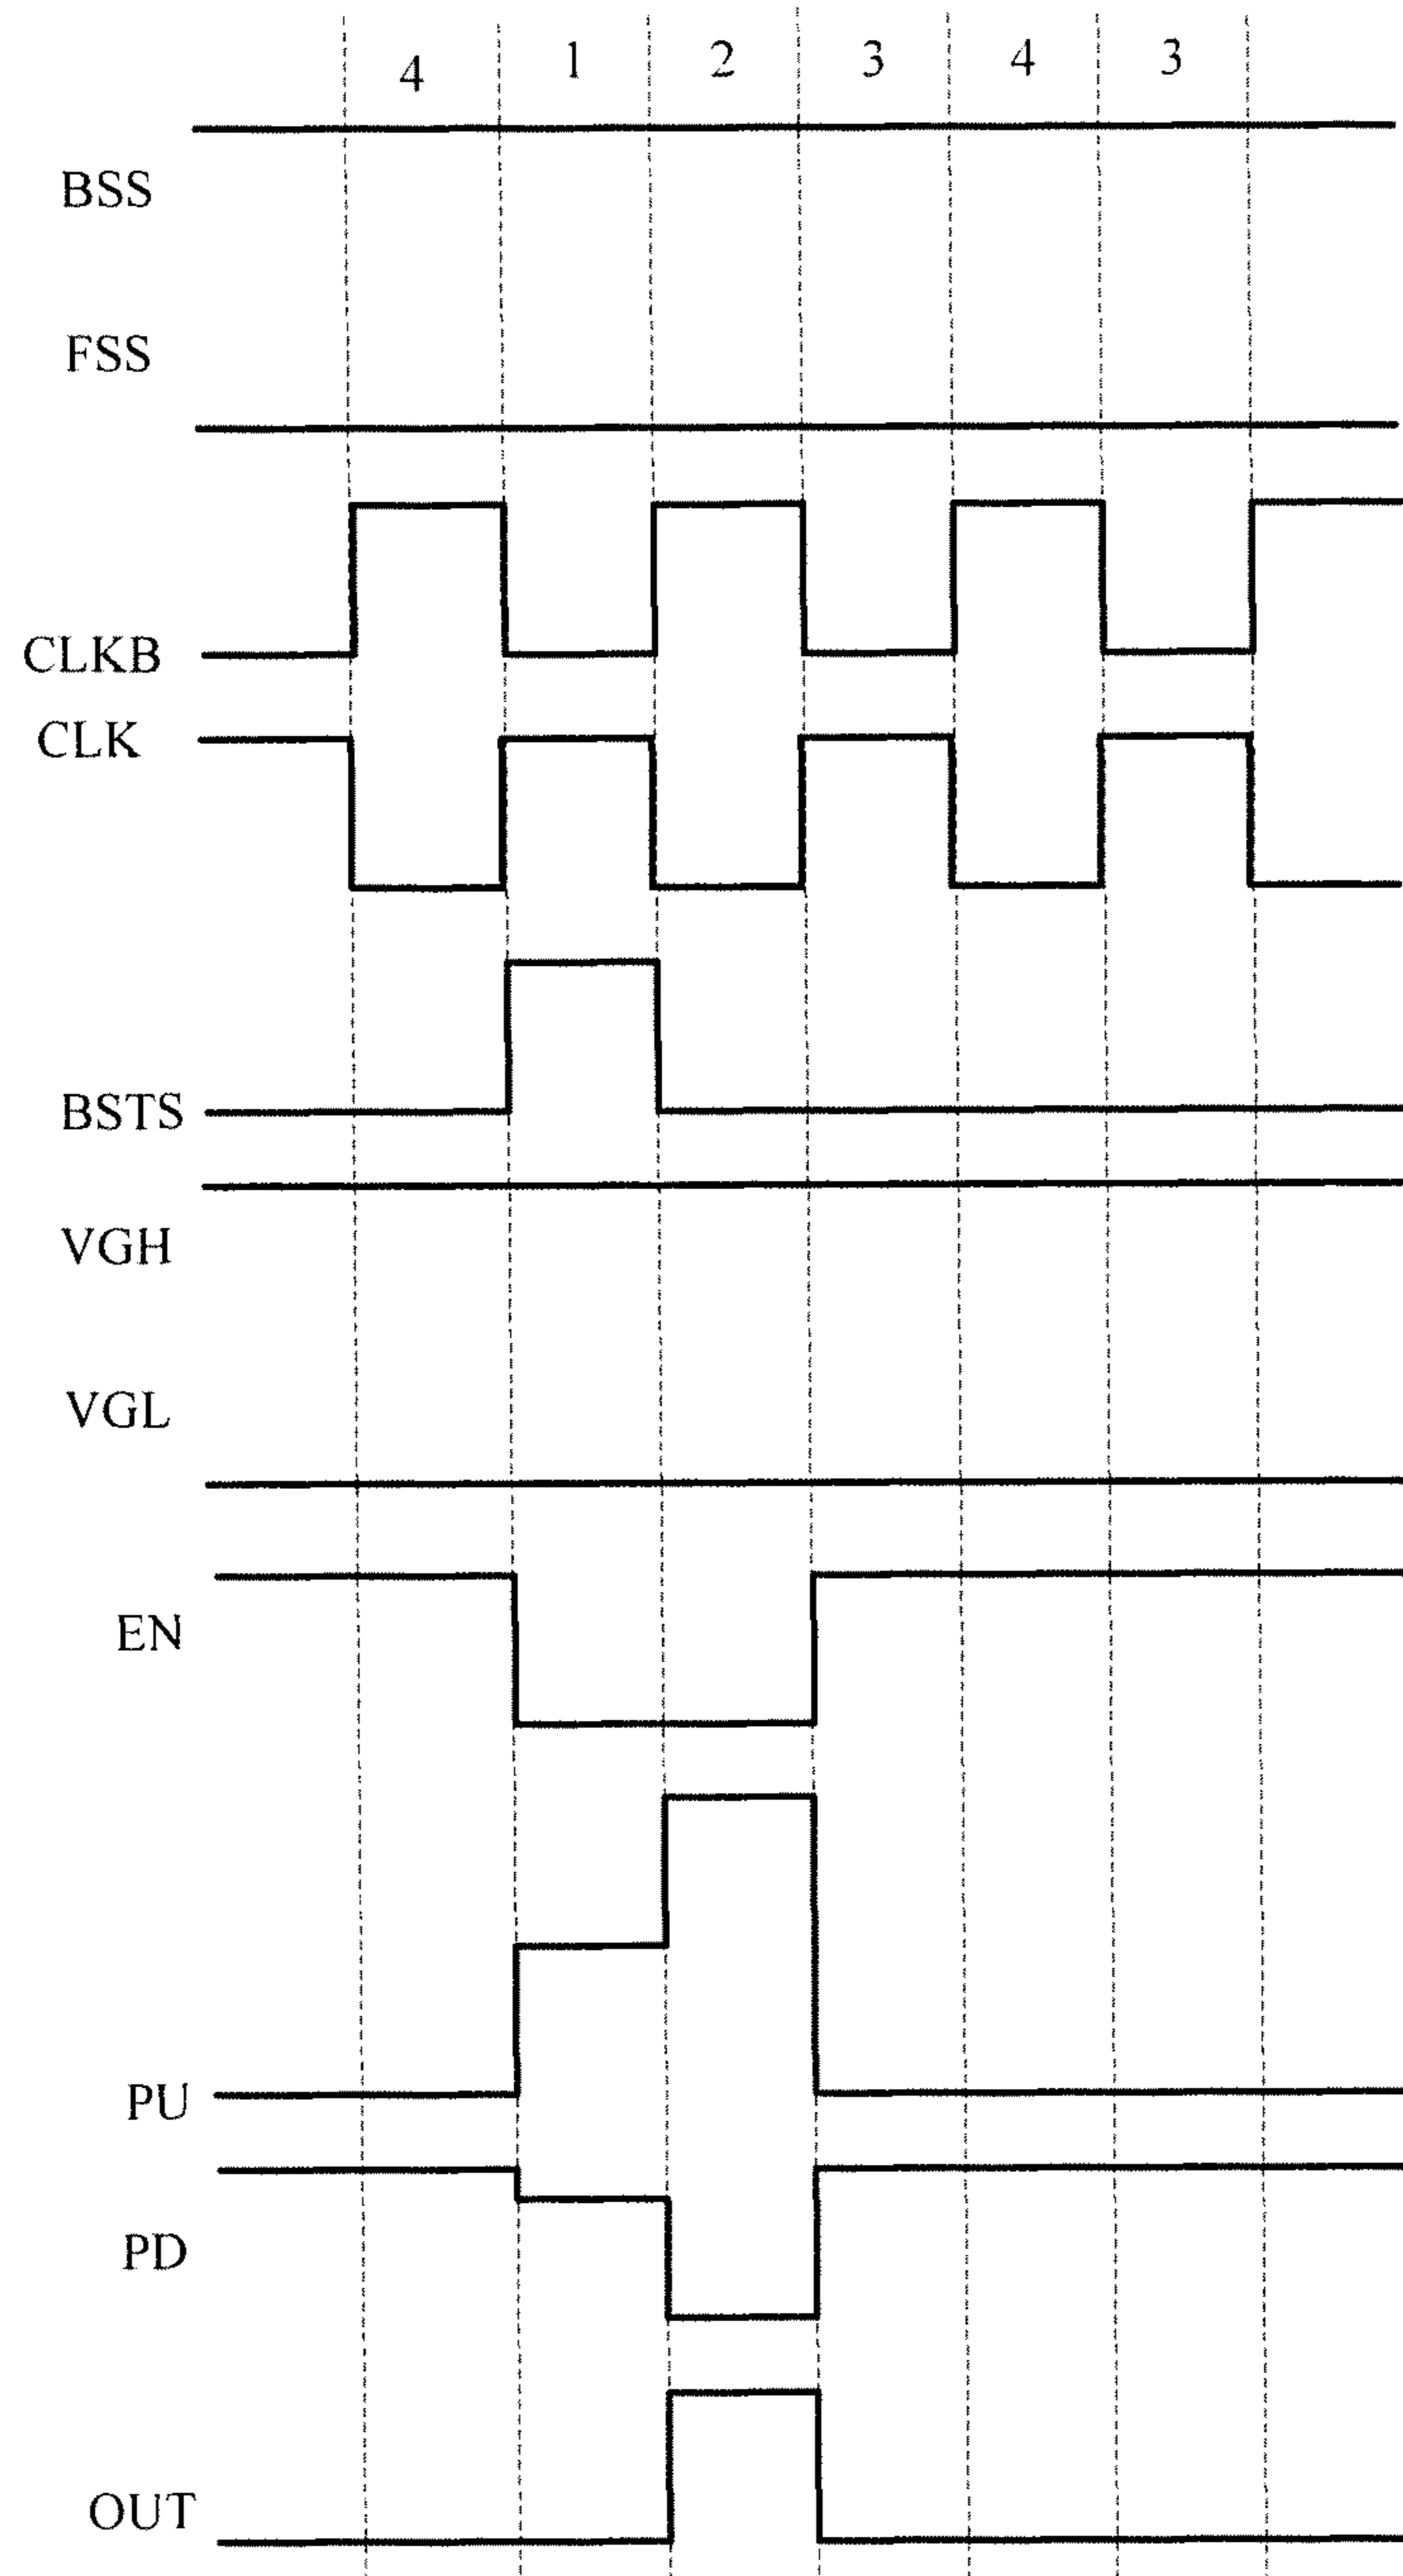 4 1 2 3 4 3
BSS
FSS
CLKB
CLK
BSTS
VGH
VGL
EN
PU
PD
OUT